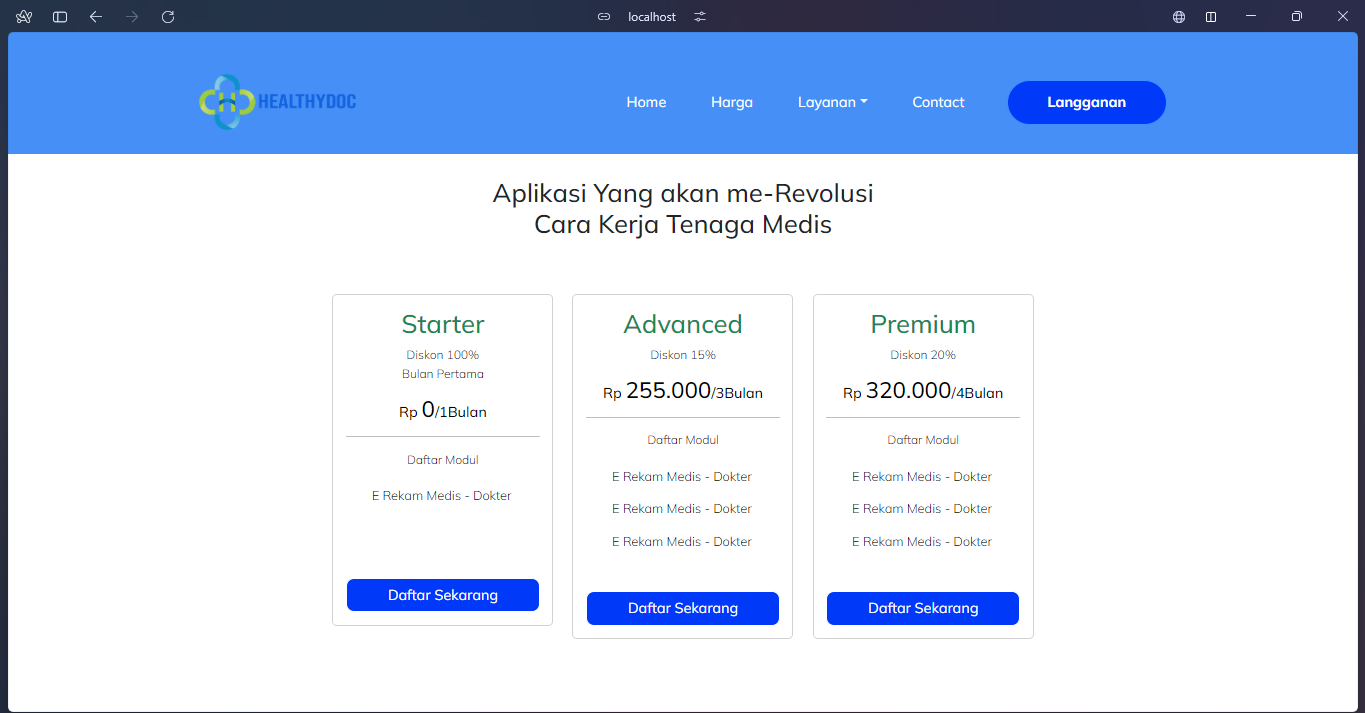 localhost
HEALTHYDOC
Home
Harga
Layanan
Contact
Langganan
Aplikasi Yang akan me-Revolusi
Cara Kerja Tenaga Medis
Starter
Diskon 100%
Bulan Pertama
Rp 0/1Bulan
Daftar Modul
E Rekam Medis - Dokter
Daftar Sekarang
Advanced
Diskon 15%
Rp 255.000/3Bulan
Daftar Modul
E Rekam Medis - Dokter
E Rekam Medis - Dokter
E Rekam Medis - Dokter
Daftar Sekarang
Premium
Diskon 20%
Rp 320.000/4Bulan
Daftar Modul
E Rekam Medis - Dokter
E Rekam Medis - Dokter
E Rekam Medis - Dokter
Daftar Sekarang